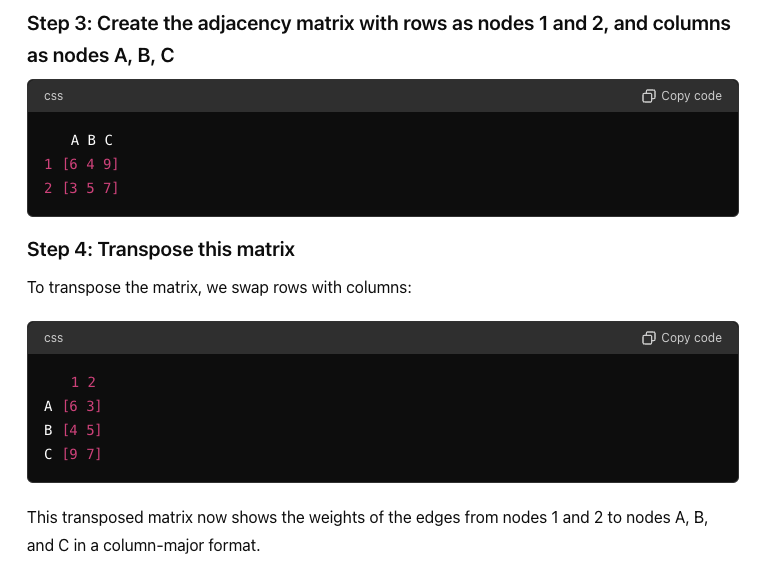 Step 3: Create the adjacency matrix with rows as nodes 1 and 2, and columns
as nodes A, B, C
css
Copy code
A B C
1 [6 4 9]
2 [3 5 7]
Step 4: Transpose this matrix
To transpose the matrix, we swap rows with columns:
css
Copy code
1 2
A [6 3]
B [4 5]
C [9 7]
This transposed matrix now shows the weights of the edges from nodes 1 and 2 to nodes A, B,
and C in a column-major format.